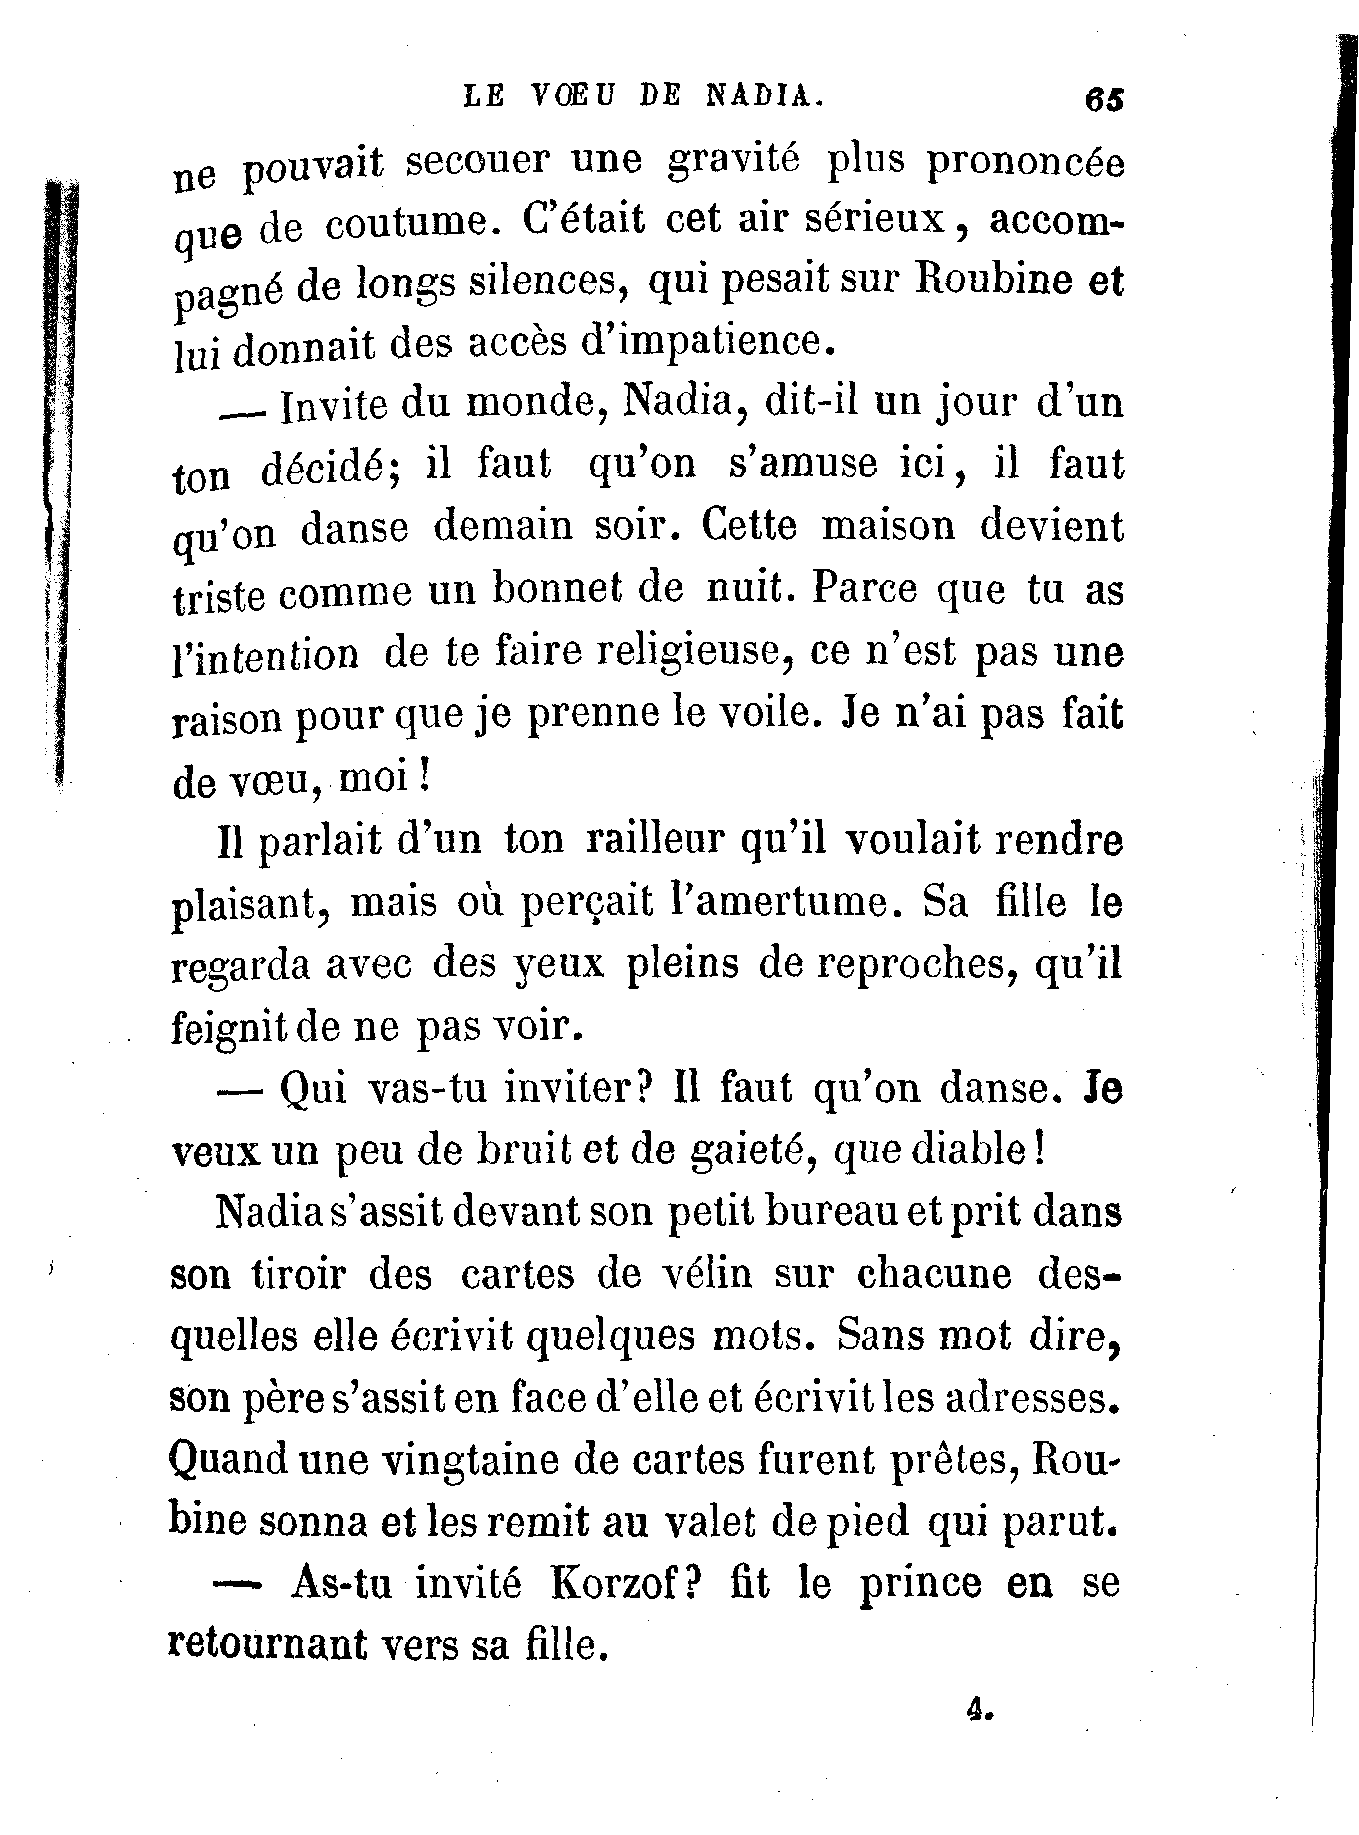 LE VŒU DE NADIA. 65
ne pouvait secouer une gravité plus prononcée
que de coutume. C'était cet air sérieux, accom-
pagné de longs silences, qui pesait sur Roubine et
lui donnait des accès d'impatience.
— Invite du monde, Nadia, dit-il un jour d'un
ton décidé; il faut qu'on s'amuse ici, il faut
qu'on danse demain soir. Cette maison devient
triste comme un bonnet de nuit. Parce que tu as
l'intention de te faire religieuse, ce n'est pas une
raison pour que je prenne le voile. Je n'ai pas fait
de vœu, moi !
Il parlait d'un ton railleur qu'il voulait rendre
plaisant, mais où perçait l'amertume. Sa fille le
regarda avec des yeux pleins de reproches, qu'il
feignit de ne pas voir.
— Qui vas-tu inviter? Il faut qu'on danse. Je
veux un peu de bruit et de gaieté, que diable !
Nadia s'assit devant son petit bureau et prit dans
son tiroir des cartes de vélin sur chacune des-
quelles elle écrivit quelques mots. Sans mot dire,
son père s'assit en face d'elle et écrivit les adresses.
Quand une vingtaine de cartes furent prêtes, Rou-
bine sonna et les remit au valet de pied qui parut.
— As-tu invité Korzof? fit le prince en se
retournant vers sa fille.
4.